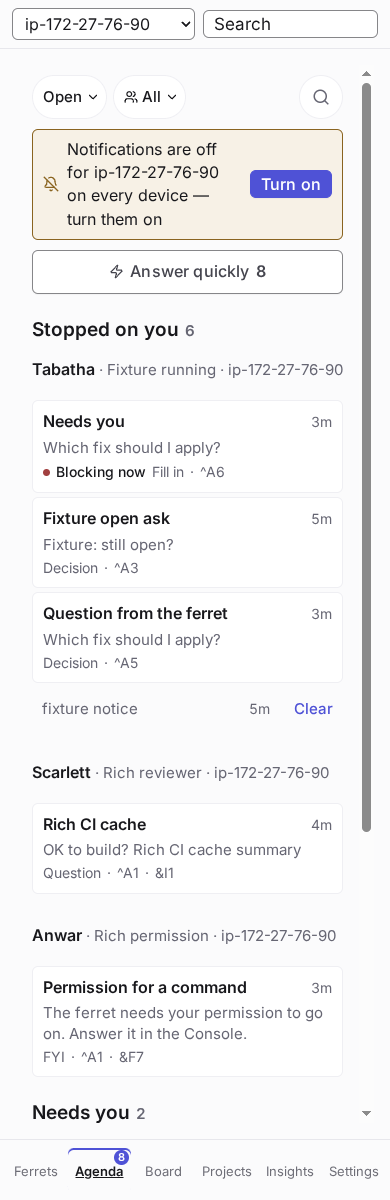 ip-172-27-76-90 Search
Open All
Notifications are off
for ip-172-27-76-90
on every device —
turn them on
Turn on
Answer quickly 8
Stopped on you 6
Tabatha · Fixture running · ip-172-27-76-90
Needs you 3m
Which fix should I apply?
Blocking now Fill in · ^A6
Fixture open ask 5m
Fixture: still open?
Decision · ^A3
Question from the ferret 3m
Which fix should I apply?
Decision · ^A5
fixture notice 5m Clear
Scarlett · Rich reviewer · ip-172-27-76-90
Rich CI cache 4m
OK to build? Rich CI cache summary
Question · ^A1 · &I1
Anwar · Rich permission · ip-172-27-76-90
Permission for a command 3m
The ferret needs your permission to go
on. Answer it in the Console.
FYI · ^A1 · &F7
Needs you 2
8
Ferrets Agenda Board Projects Insights Settings